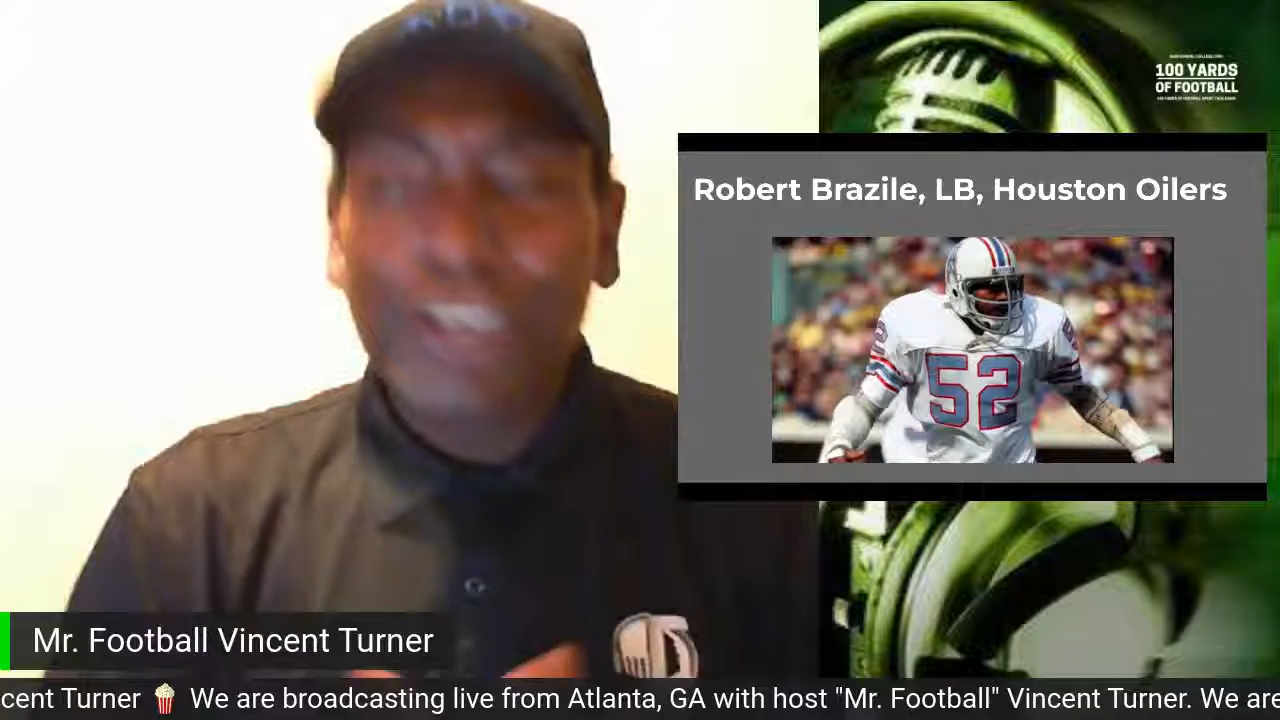 100 YARDS
OF FOOTBALL
Robert Brazile, LB, Houston Oilers
52
Mr. Football Vincent Turner
cent Turner 🍿 We are broadcasting live from Atlanta, GA with host "Mr. Football" Vincent Turner. We are